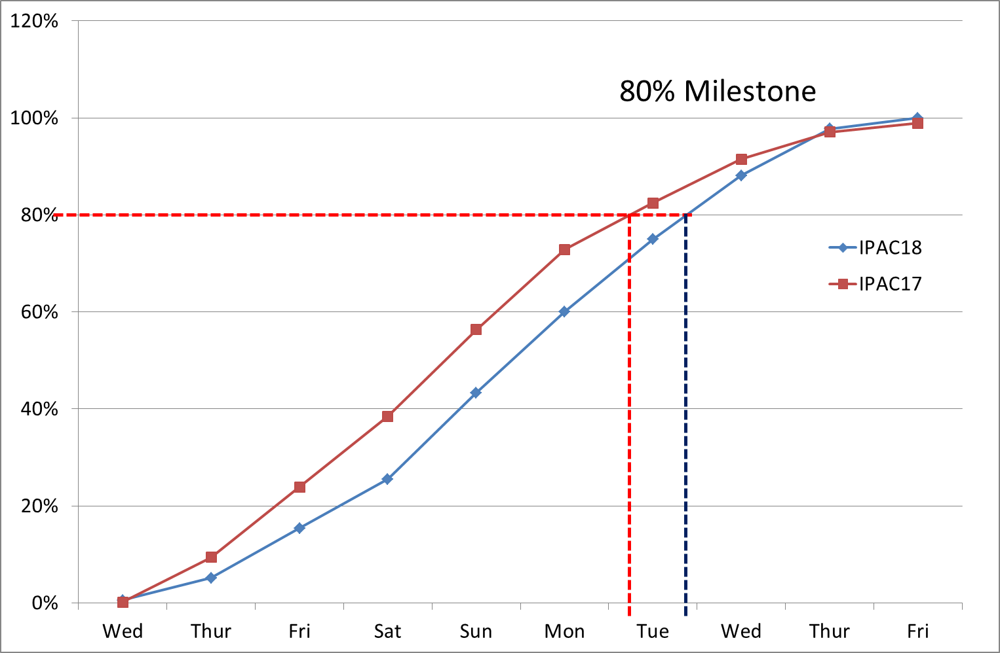 120%
80% Milestone
100%
80%
IPAC18
IPAC17
60%
40%
20%
0%
Wed Thur Fri Sat Sun Mon Tue Wed Thur Fri